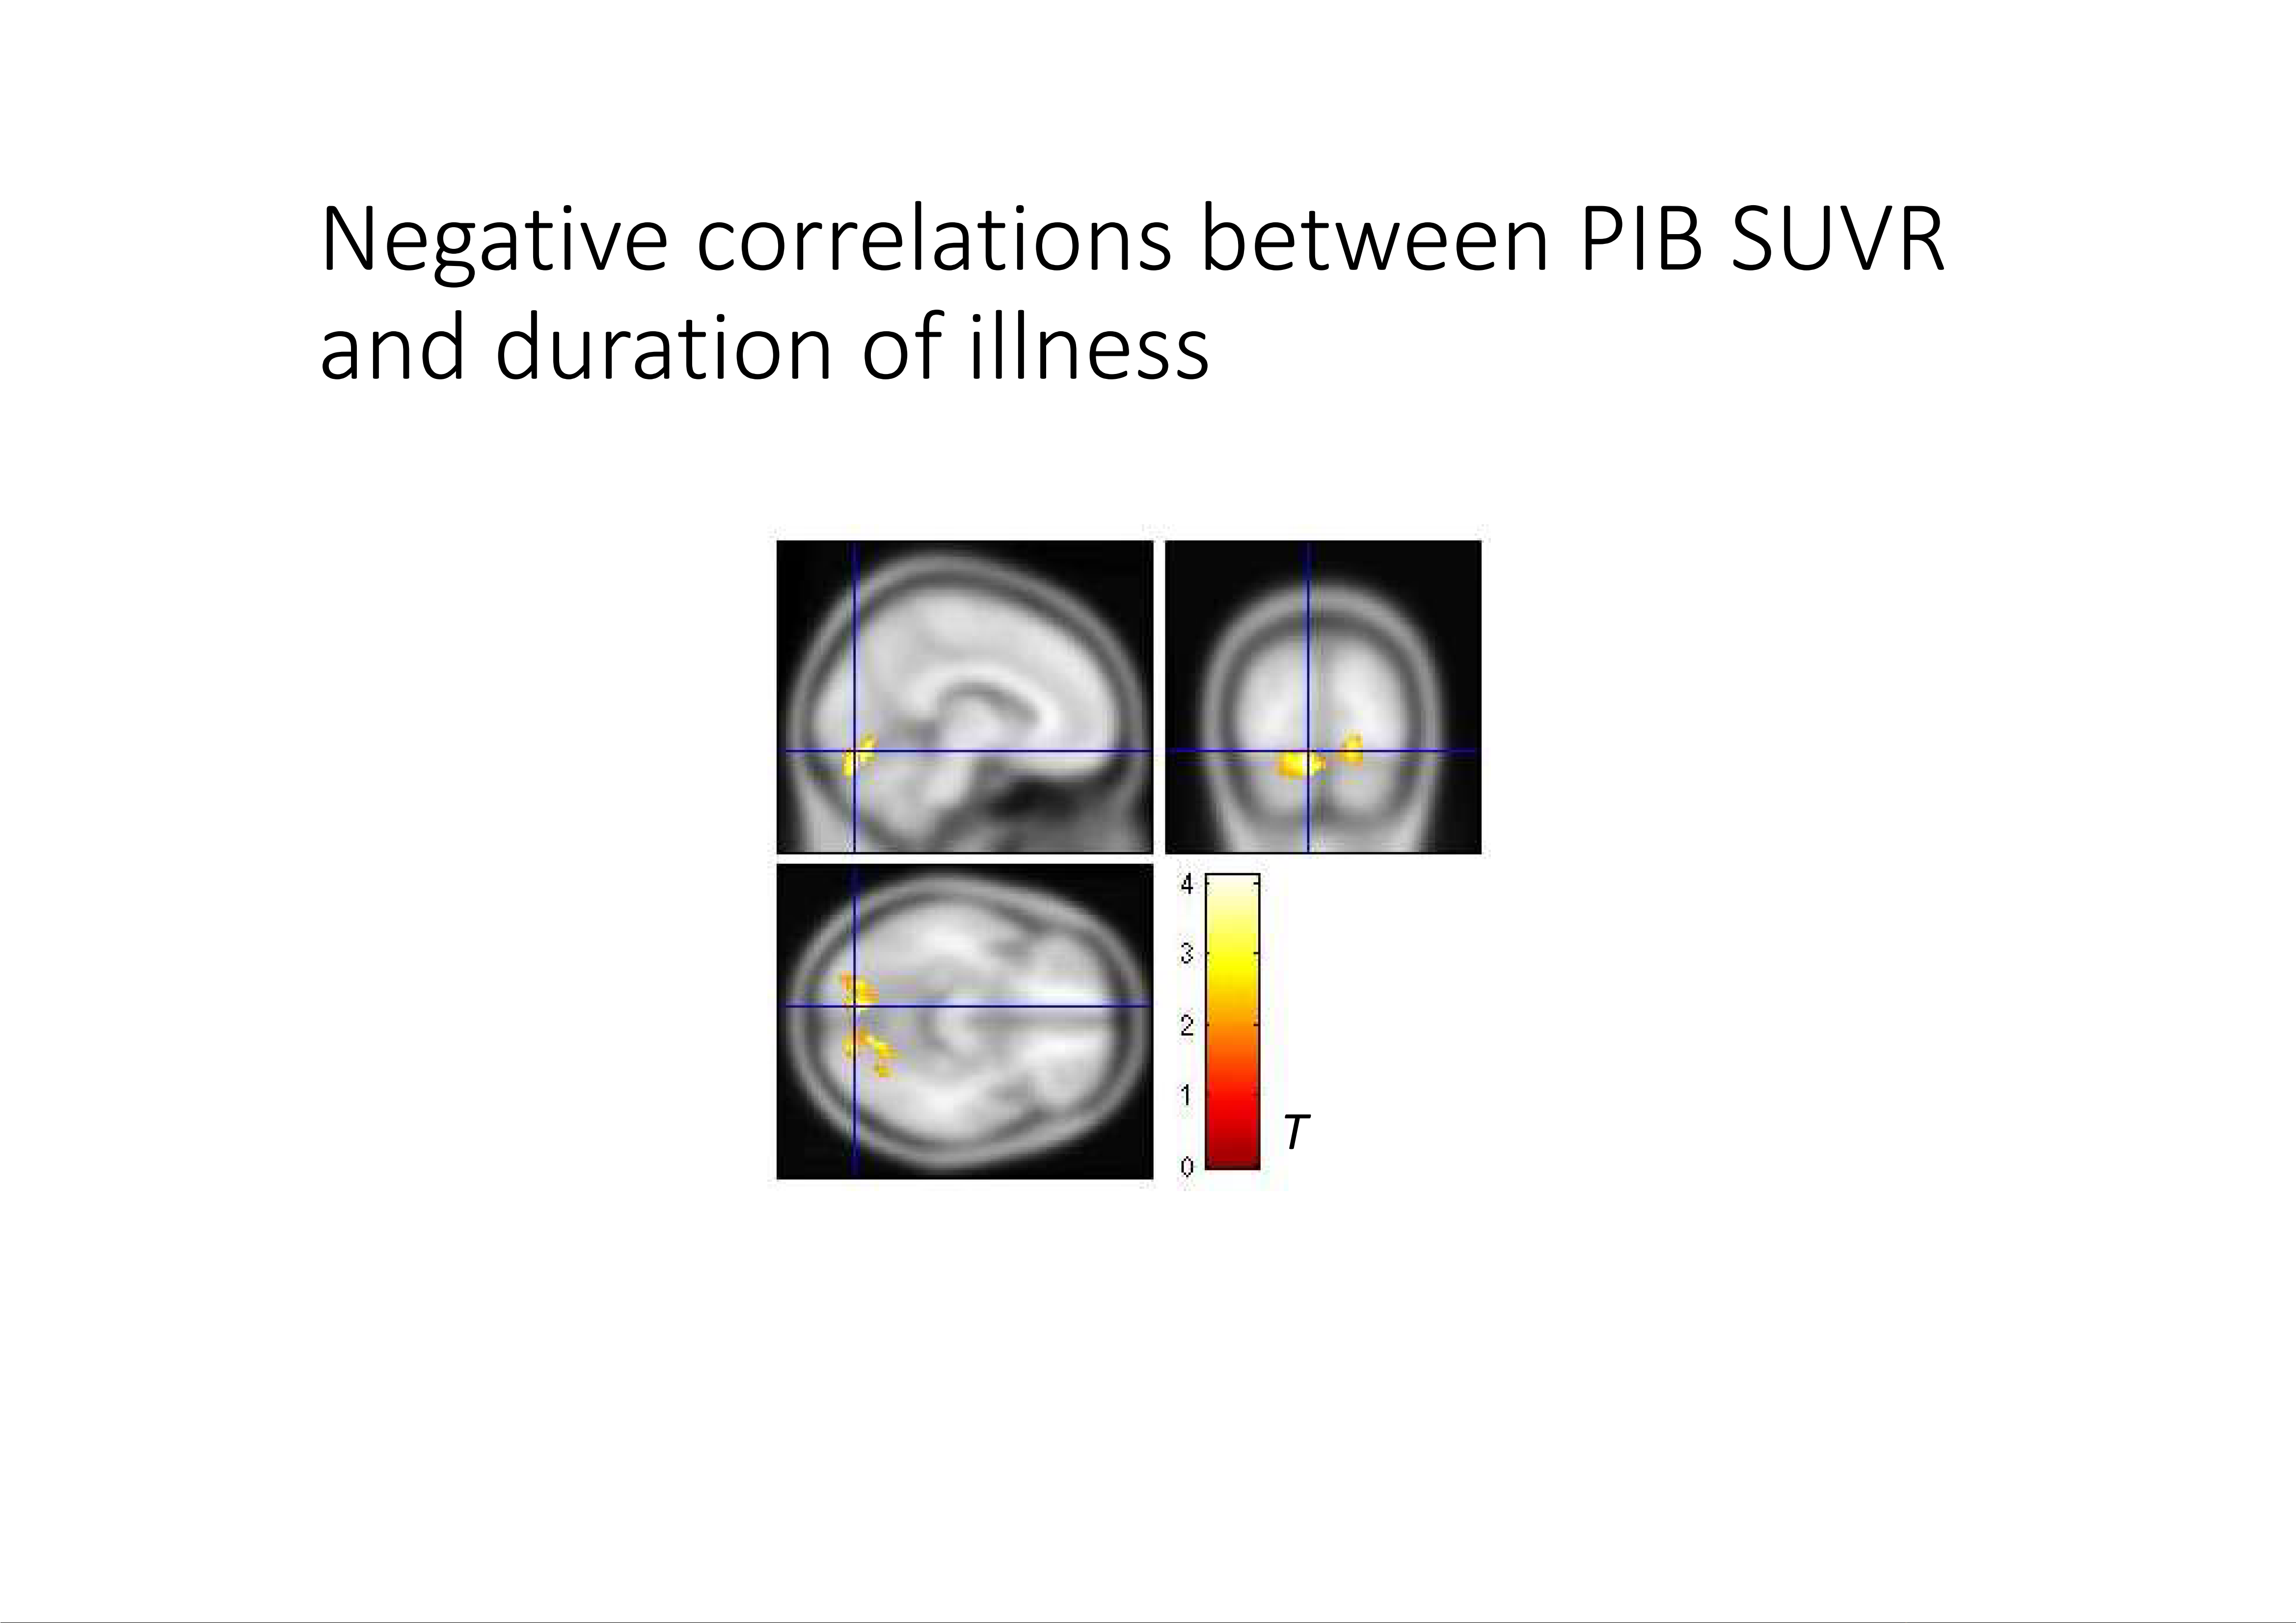 Negative correlations between PIB SUVR
and duration of illness
4
3
2
1
0
T